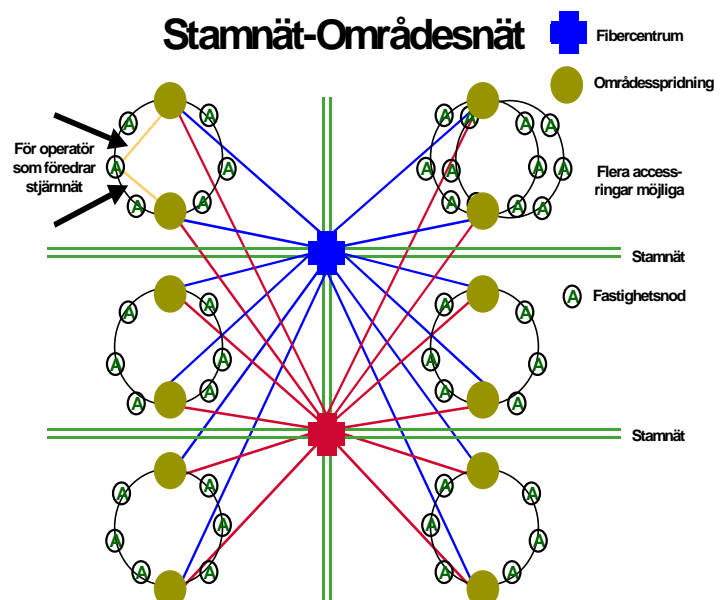 Stamnät-Områdesnät
Fibercentrum
Områdesspridning
A
A
A
A
A
A
För operatör
som föredrar
stjärnnät
A
A
A
A
A
A
A
A
A
A
A
A
Flera access-
ringar möjliga
Stamnät
A Fastighetsnod
A
A
A
A
A
A
A
A
A
A
A
A
Stamnät
A
A
A
A
A
A
A
A
A
A
A
A